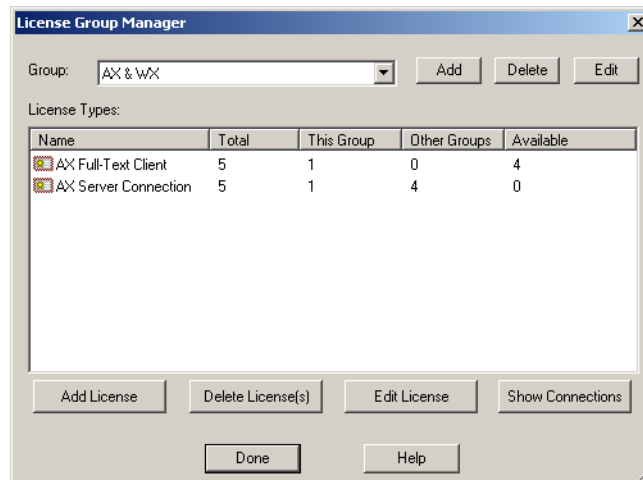 License Group Manager
Group: AX & WX Add Delete Edit
License Types:
Name Total This Group Other Groups Available
AX Full-Text Client 5 1 0 4
AX Server Connection 5 1 4 0
Add License Delete License(s) Edit License Show Connections
Done Help